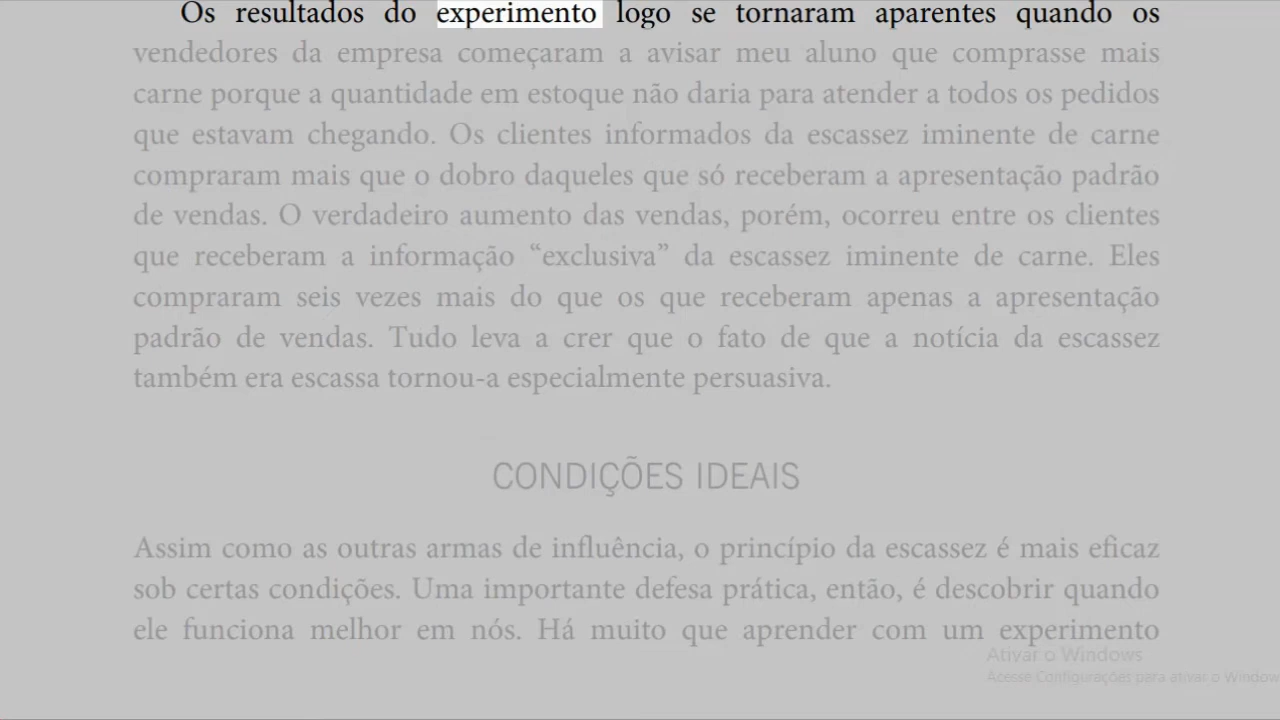 Os resultados do experimento logo se tornaram aparentes quando os
vendedores da empresa começaram a avisar meu aluno que comprasse mais
carne porque a quantidade em estoque não daria para atender a todos os pedidos
que estavam chegando. Os clientes informados da escassez iminente de carne
compraram mais que o dobro daqueles que só receberam a apresentação padrão
de vendas. O verdadeiro aumento das vendas, porém, ocorreu entre os clientes
que receberam a informação “exclusiva” da escassez iminente de carne. Eles
compraram seis vezes mais do que os que receberam apenas a apresentação
padrão de vendas. Tudo leva a crer que o fato de que a notícia da escassez
também era escassa tornou-a especialmente persuasiva.
CONDIÇÕES IDEAIS
Assim como as outras armas de influência, o princípio da escassez é mais eficaz
sob certas condições. Uma importante defesa prática, então, é descobrir quando
ele funciona melhor em nós. Há muito que aprender com um experimento
Ativar o Windows
Acesse Configurações para ativar o Window